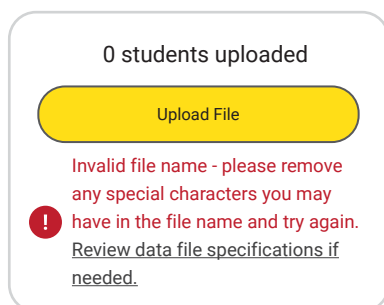 0 students uploaded
Upload File
Invalid file name - please remove
any special characters you may
have in the file name and try again.
Review data file specifications if
needed.